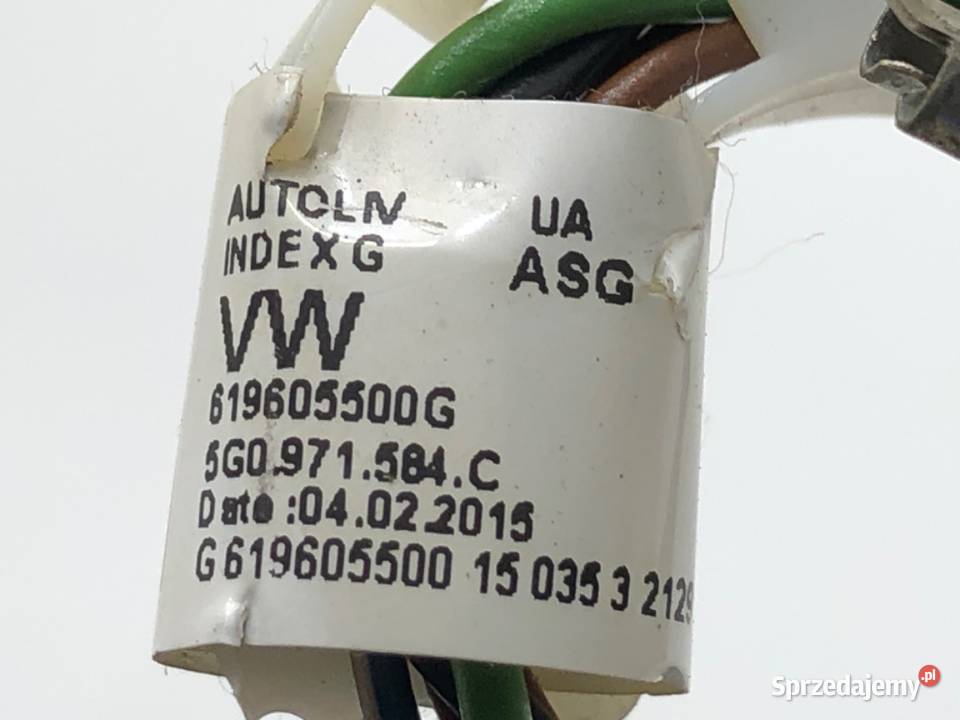 AUTOLIV UA
INDEX G ASG
VW
619605500G
5G0.971.584.C
Date :04.02.2015
G 619605500 15 035 3 2129
Sprzedajemy.pl